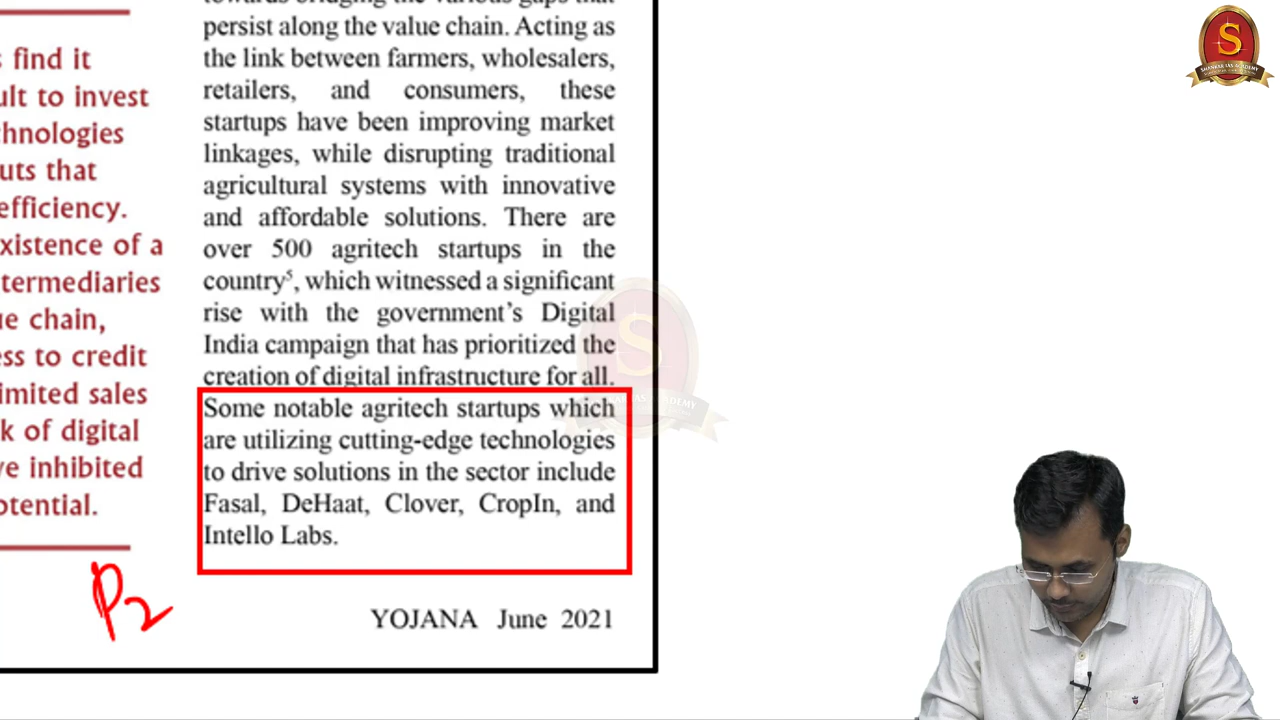 s find it
ult to invest
chnologies
uts that
efficiency.
xistence of a
termediaries
ue chain,
ess to credit
imited sales
k of digital
ve inhibited
otential.
P2
towards bridging the various gaps that
persist along the value chain. Acting as
the link between farmers, wholesalers,
retailers, and consumers, these
startups have been improving market
linkages, while disrupting traditional
agricultural systems with innovative
and affordable solutions. There are
over 500 agritech startups in the
country⁵, which witnessed a significant
rise with the government's Digital
India campaign that has prioritized the
creation of digital infrastructure for all.
Some notable agritech startups which
are utilizing cutting-edge technologies
to drive solutions in the sector include
Fasal, DeHaat, Clover, CropIn, and
Intello Labs.
YOJANA June 2021
S
SHANKAR IAS ACADEMY